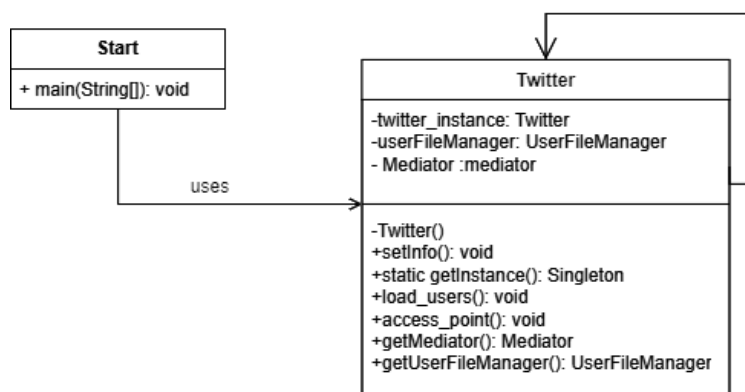 Start
+ main(String[]): void
uses
Twitter
-twitter_instance: Twitter
-userFileManager: UserFileManager
- Mediator :mediator
-Twitter()
+setInfo(): void
+static getInstance(): Singleton
+load_users(): void
+access_point(): void
+getMediator(): Mediator
+getUserFileManager(): UserFileManager